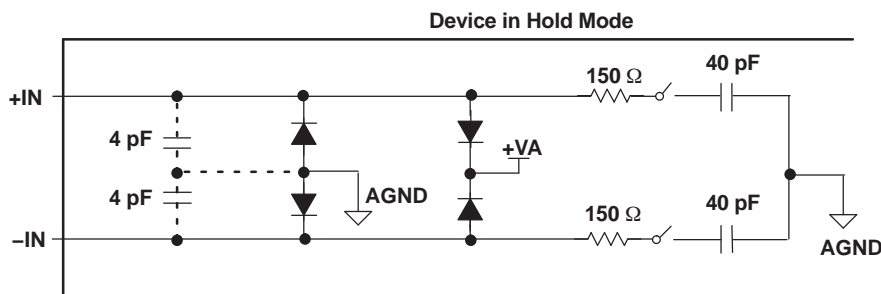 Device in Hold Mode
150 Ω
40 pF
+IN
4 pF
+VA
4 pF
AGND
150 Ω
40 pF
–IN
AGND